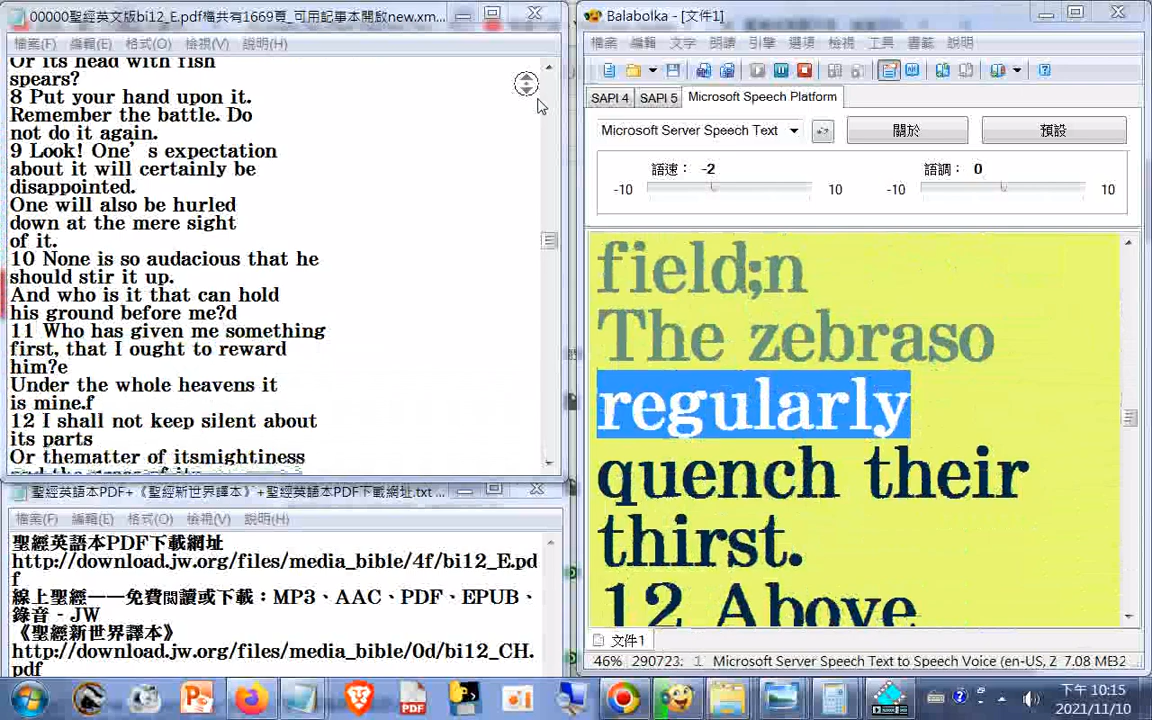 00000聖經英文版bi12_E.pdf檔共有1669頁_可用記事本開啟new.xm...
檔案(F) 編輯(E) 格式(O) 檢視(V) 說明(H)
Or its head with fish
spears?
8 Put your hand upon it.
Remember the battle. Do
not do it again.
9 Look! One’s expectation
about it will certainly be
disappointed.
One will also be hurled
down at the mere sight
of it.
10 None is so audacious that he
should stir it up.
And who is it that can hold
his ground before me?d
11 Who has given me something
first, that I ought to reward
him?e
Under the whole heavens it
is mine.f
12 I shall not keep silent about
its parts
Or thematter of itsmightiness
聖經英語本PDF+《聖經新世界譯本》+聖經英語本PDF下載網址.txt ...
檔案(F) 編輯(E) 格式(O) 檢視(V) 說明(H)
聖經英語本PDF下載網址
http://download.jw.org/files/media_bible/4f/bi12_E.pd
f
線上聖經——免費閱讀或下載：MP3、AAC、PDF、EPUB、
錄音 - JW
《聖經新世界譯本》
http://download.jw.org/files/media_bible/0d/bi12_CH.
pdf
Balabolka - [文件1]
檔案 編輯 文字 朗讀 引擎 選項 檢視 工具 書籤 說明
SAPI 4 SAPI 5 Microsoft Speech Platform
Microsoft Server Speech Text 關於 預設
語速： -2 語調： 0
-10 10 -10 10
field;n
The zebraso
regularly
quench their
thirst.
12 Above
文件1
46% 290723: 1 Microsoft Server Speech Text to Speech Voice (en-US, Z 7.08 MB2
下午 10:15
2021/11/10